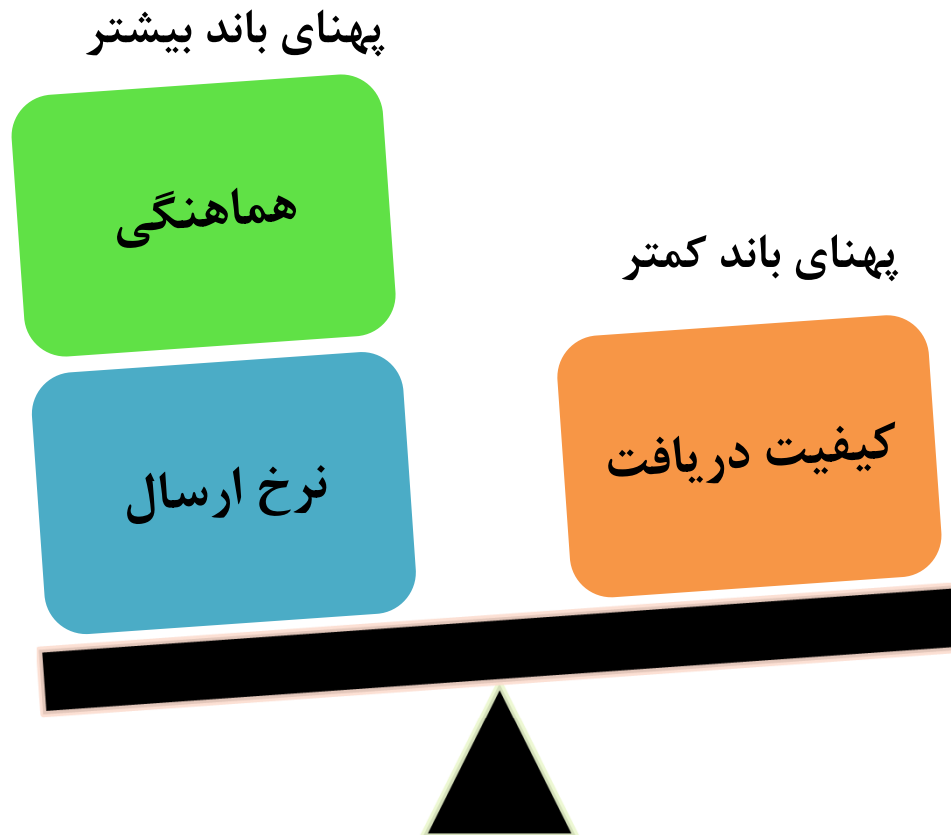 پهنای باند بیشتر
هماهنگی
نرخ ارسال
پهنای باند کمتر
کیفیت دریافت